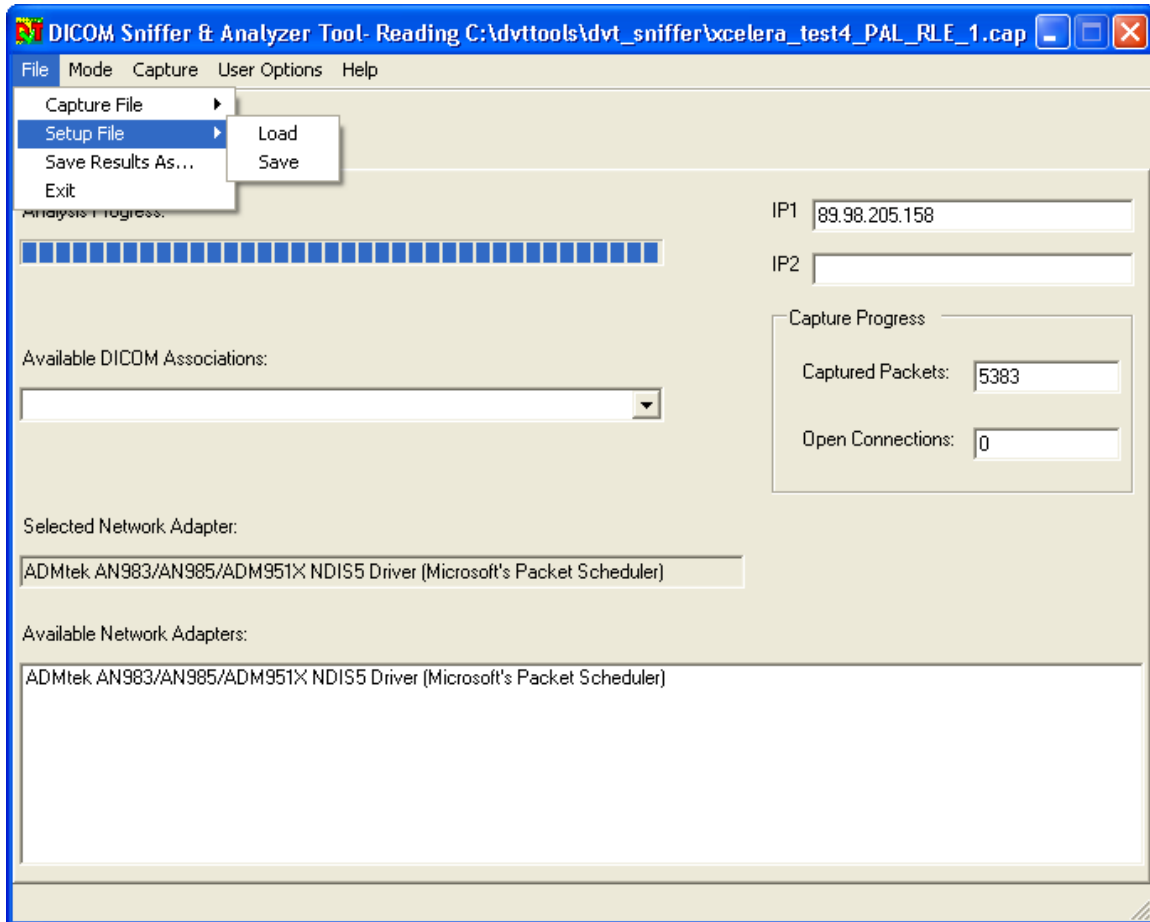 DICOM Sniffer & Analyzer Tool- Reading C:\dvttools\dvt_sniffer\xcelera_test4_PAL_RLE_1.cap
File Mode Capture User Options Help
Capture File
Setup File
Load
Save Results As...
Save
Exit
Analysis Progress:
IP1 89.98.205.158
IP2
Capture Progress
Available DICOM Associations:
Captured Packets: 5383
Open Connections: 0
Selected Network Adapter:
ADMtek AN983/AN985/ADM951X NDIS5 Driver (Microsoft's Packet Scheduler)
Available Network Adapters:
ADMtek AN983/AN985/ADM951X NDIS5 Driver (Microsoft's Packet Scheduler)